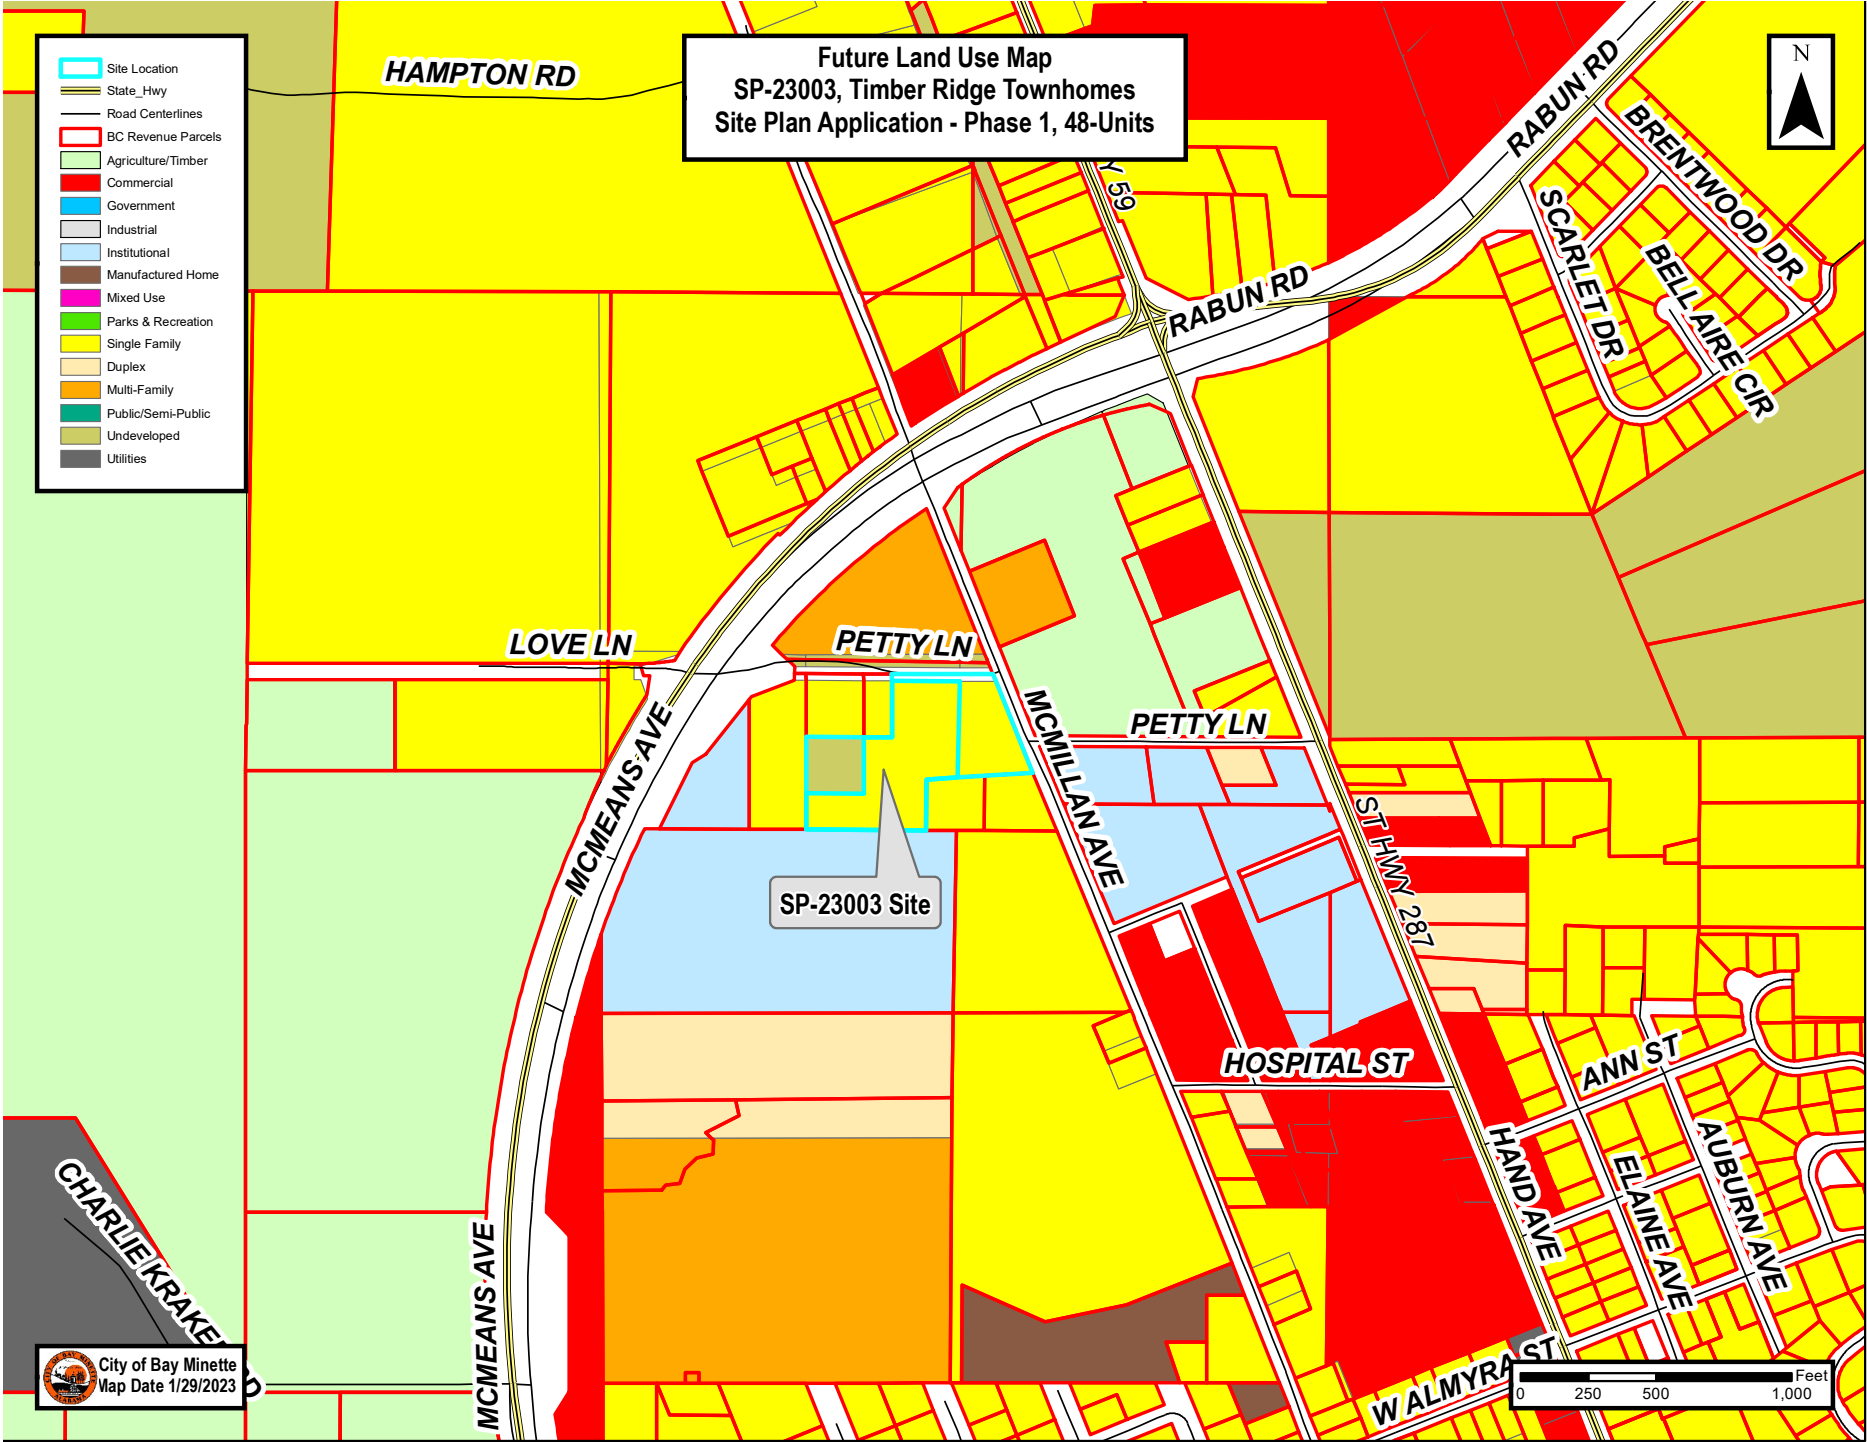 Future Land Use Map
SP-23003, Timber Ridge Townhomes
Site Plan Application - Phase 1, 48-Units
N
Site Location
State_Hwy
Road Centerlines
BC Revenue Parcels
Agriculture/Timber
Commercial
Government
Industrial
Institutional
Manufactured Home
Mixed Use
Parks & Recreation
Single Family
Duplex
Multi-Family
Public/Semi-Public
Undeveloped
Utilities
HAMPTON RD
Y 59
RABUN RD
RABUN RD
BRENTWOOD DR
SCARLET DR
BELL AIRE CIR
LOVE LN
PETTY LN
PETTY LN
MCMILLAN AVE
MCMEANS AVE
ST HWY 287
SP-23003 Site
HOSPITAL ST
ANN ST
HAND AVE
ELAINE AVE
AUBURN AVE
CHARLIE KRAKE
D
MCMEANS AVE
W ALMYRA ST
City of Bay Minette
Map Date 1/29/2023
Feet
0 250 500 1,000